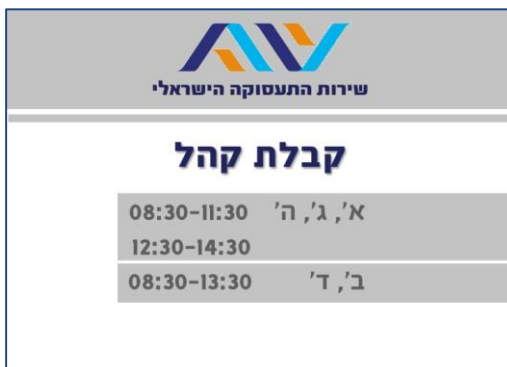 שירות התעסוקה הישראלי
קבלת קהל
א', ג', ה' 08:30-11:30
12:30-14:30
ב', ד' 08:30-13:30